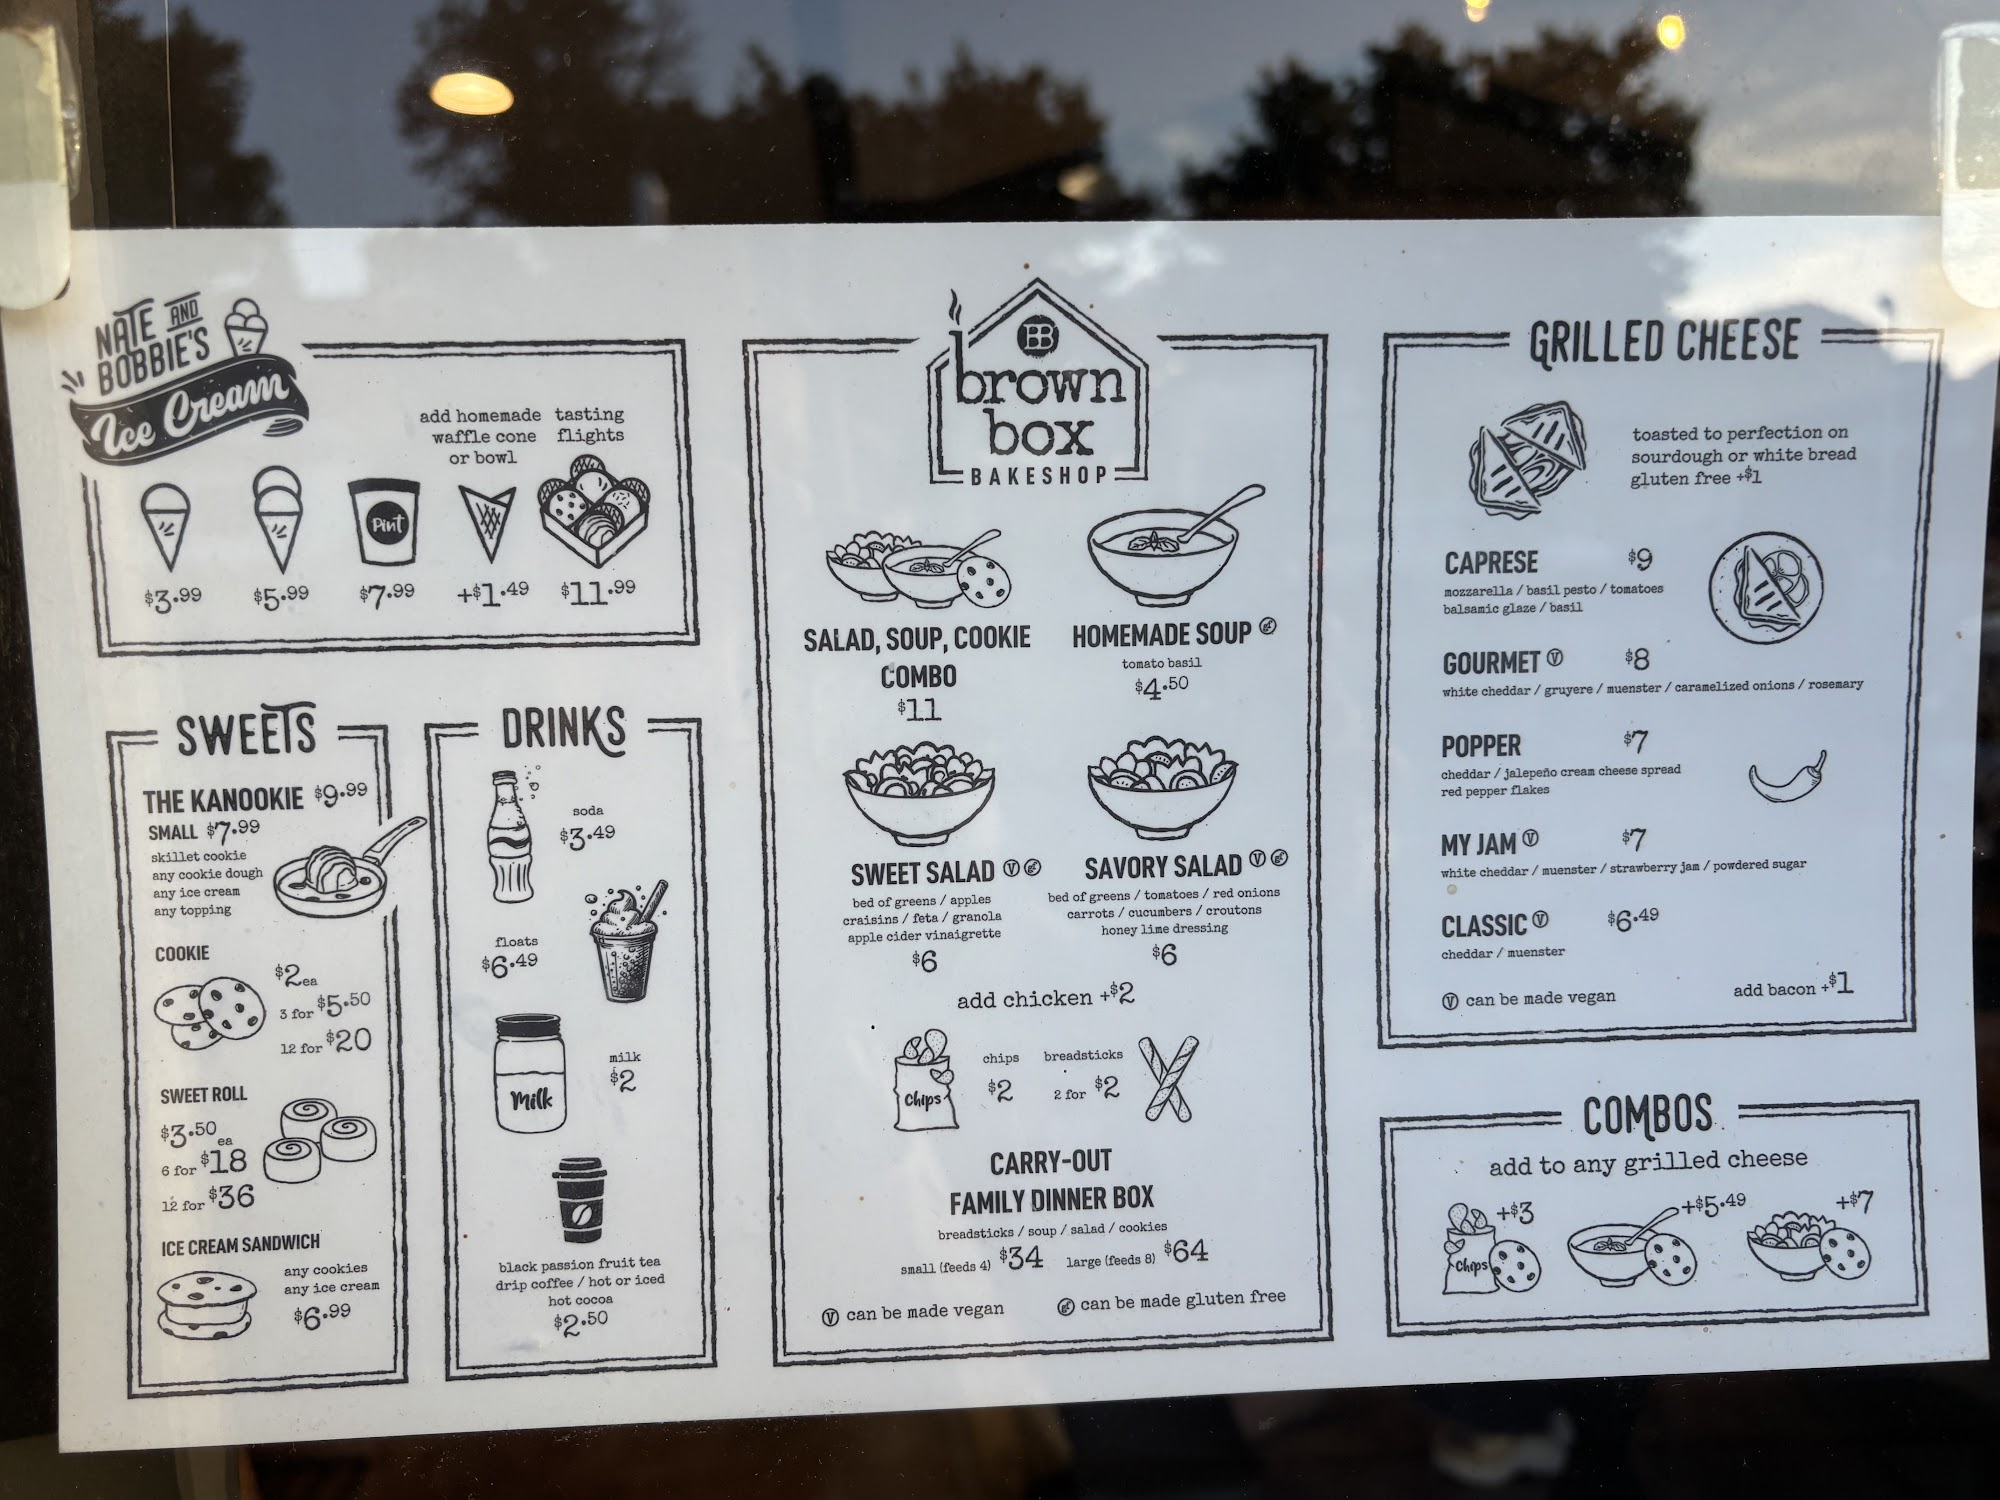 NATE AND
BOBBIE'S
Ice Cream
add homemade
waffle cone
or bowl
tasting
flights
Pint
$3.99
$5.99
$7.99
+$1.49
$11.99
SWEETS
THE KANOOKIE $9.99
SMALL $7.99
skillet cookie
any cookie dough
any ice cream
any topping
COOKIE
$2ea
3 for $5.50
12 for $20
SWEET ROLL
$3.50 ea
6 for $18
12 for $36
ICE CREAM SANDWICH
any cookies
any ice cream
$6.99
DRINKS
soda
$3.49
floats
$6.49
milk
$2
Milk
black passion fruit tea
drip coffee / hot or iced
hot cocoa
$2.50
BB
brown
box
BAKESHOP
SALAD, SOUP, COOKIE
COMBO
$11
HOMEMADE SOUP gf
tomato basil
$4.50
SWEET SALAD V gf
bed of greens / apples
craisins / feta / granola
apple cider vinaigrette
$6
SAVORY SALAD V gf
bed of greens / tomatoes / red onions
carrots / cucumbers / croutons
honey lime dressing
$6
add chicken +$2
Chips
chips
$2
breadsticks
2 for $2
CARRY-OUT
FAMILY DINNER BOX
breadsticks / soup / salad / cookies
small (feeds 4) $34 large (feeds 8) $64
V can be made vegan gf can be made gluten free
GRILLED CHEESE
toasted to perfection on
sourdough or white bread
gluten free +$1
CAPRESE $9
mozzarella / basil pesto / tomatoes
balsamic glaze / basil
GOURMET V $8
white cheddar / gruyere / muenster / caramelized onions / rosemary
POPPER $7
cheddar / jalepeño cream cheese spread
red pepper flakes
MY JAM V $7
white cheddar / muenster / strawberry jam / powdered sugar
CLASSIC V $6.49
cheddar / muenster
V can be made vegan add bacon +$1
COMBOS
add to any grilled cheese
+$3 +$5.49 +$7
Chips